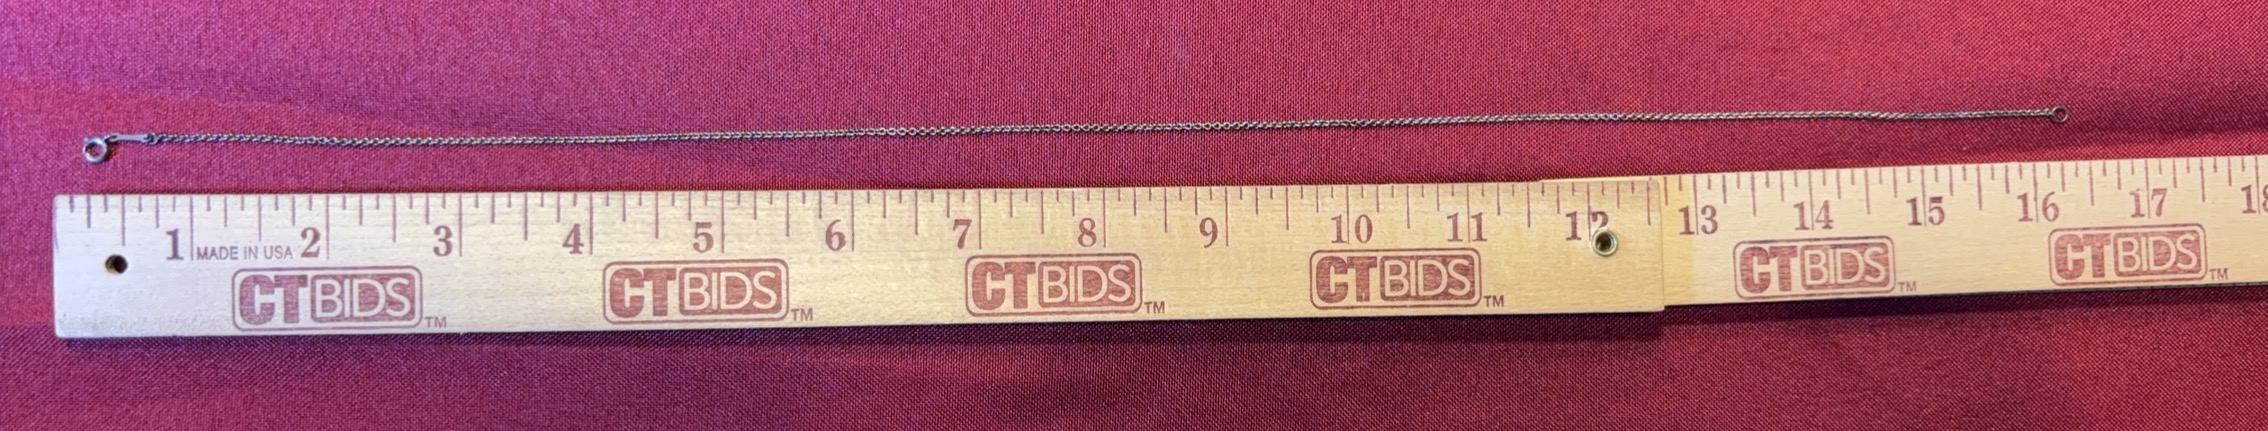 1 2 3 4 5 6 7 8 9 10 11 12 13 14 15 16 17 18
MADE IN USA
CTBIDS™ CTBIDS™ CTBIDS™ CTBIDS™ CTBIDS™ CTBIDS™